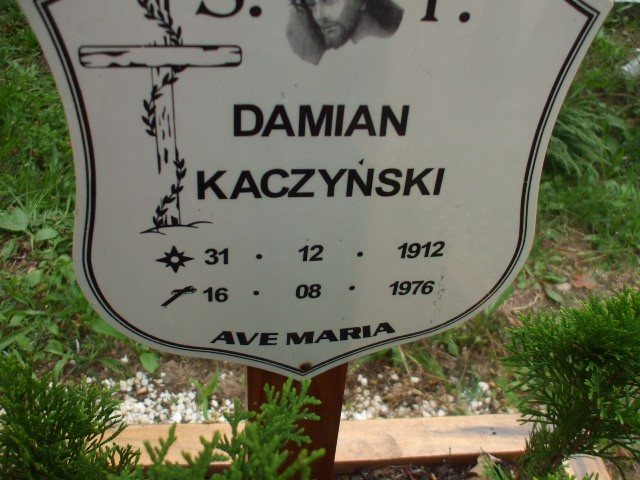 S. P.
DAMIAN
KACZYŃSKI
31 · 12 · 1912
16 · 08 · 1976
AVE MARIA